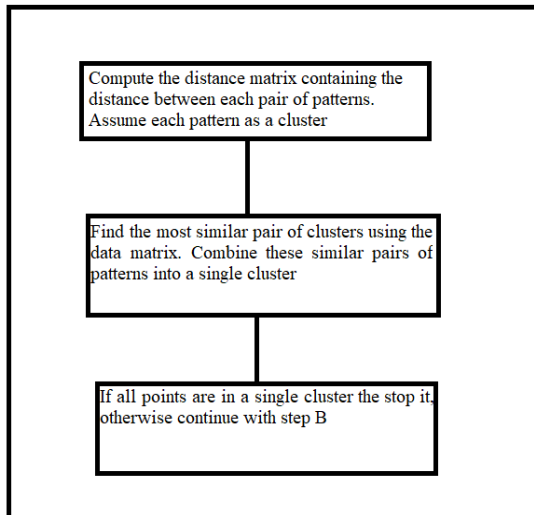 Compute the distance matrix containing the
distance between each pair of patterns.
Assume each pattern as a cluster
Find the most similar pair of clusters using the
data matrix. Combine these similar pairs of
patterns into a single cluster
If all points are in a single cluster the stop it,
otherwise continue with step B